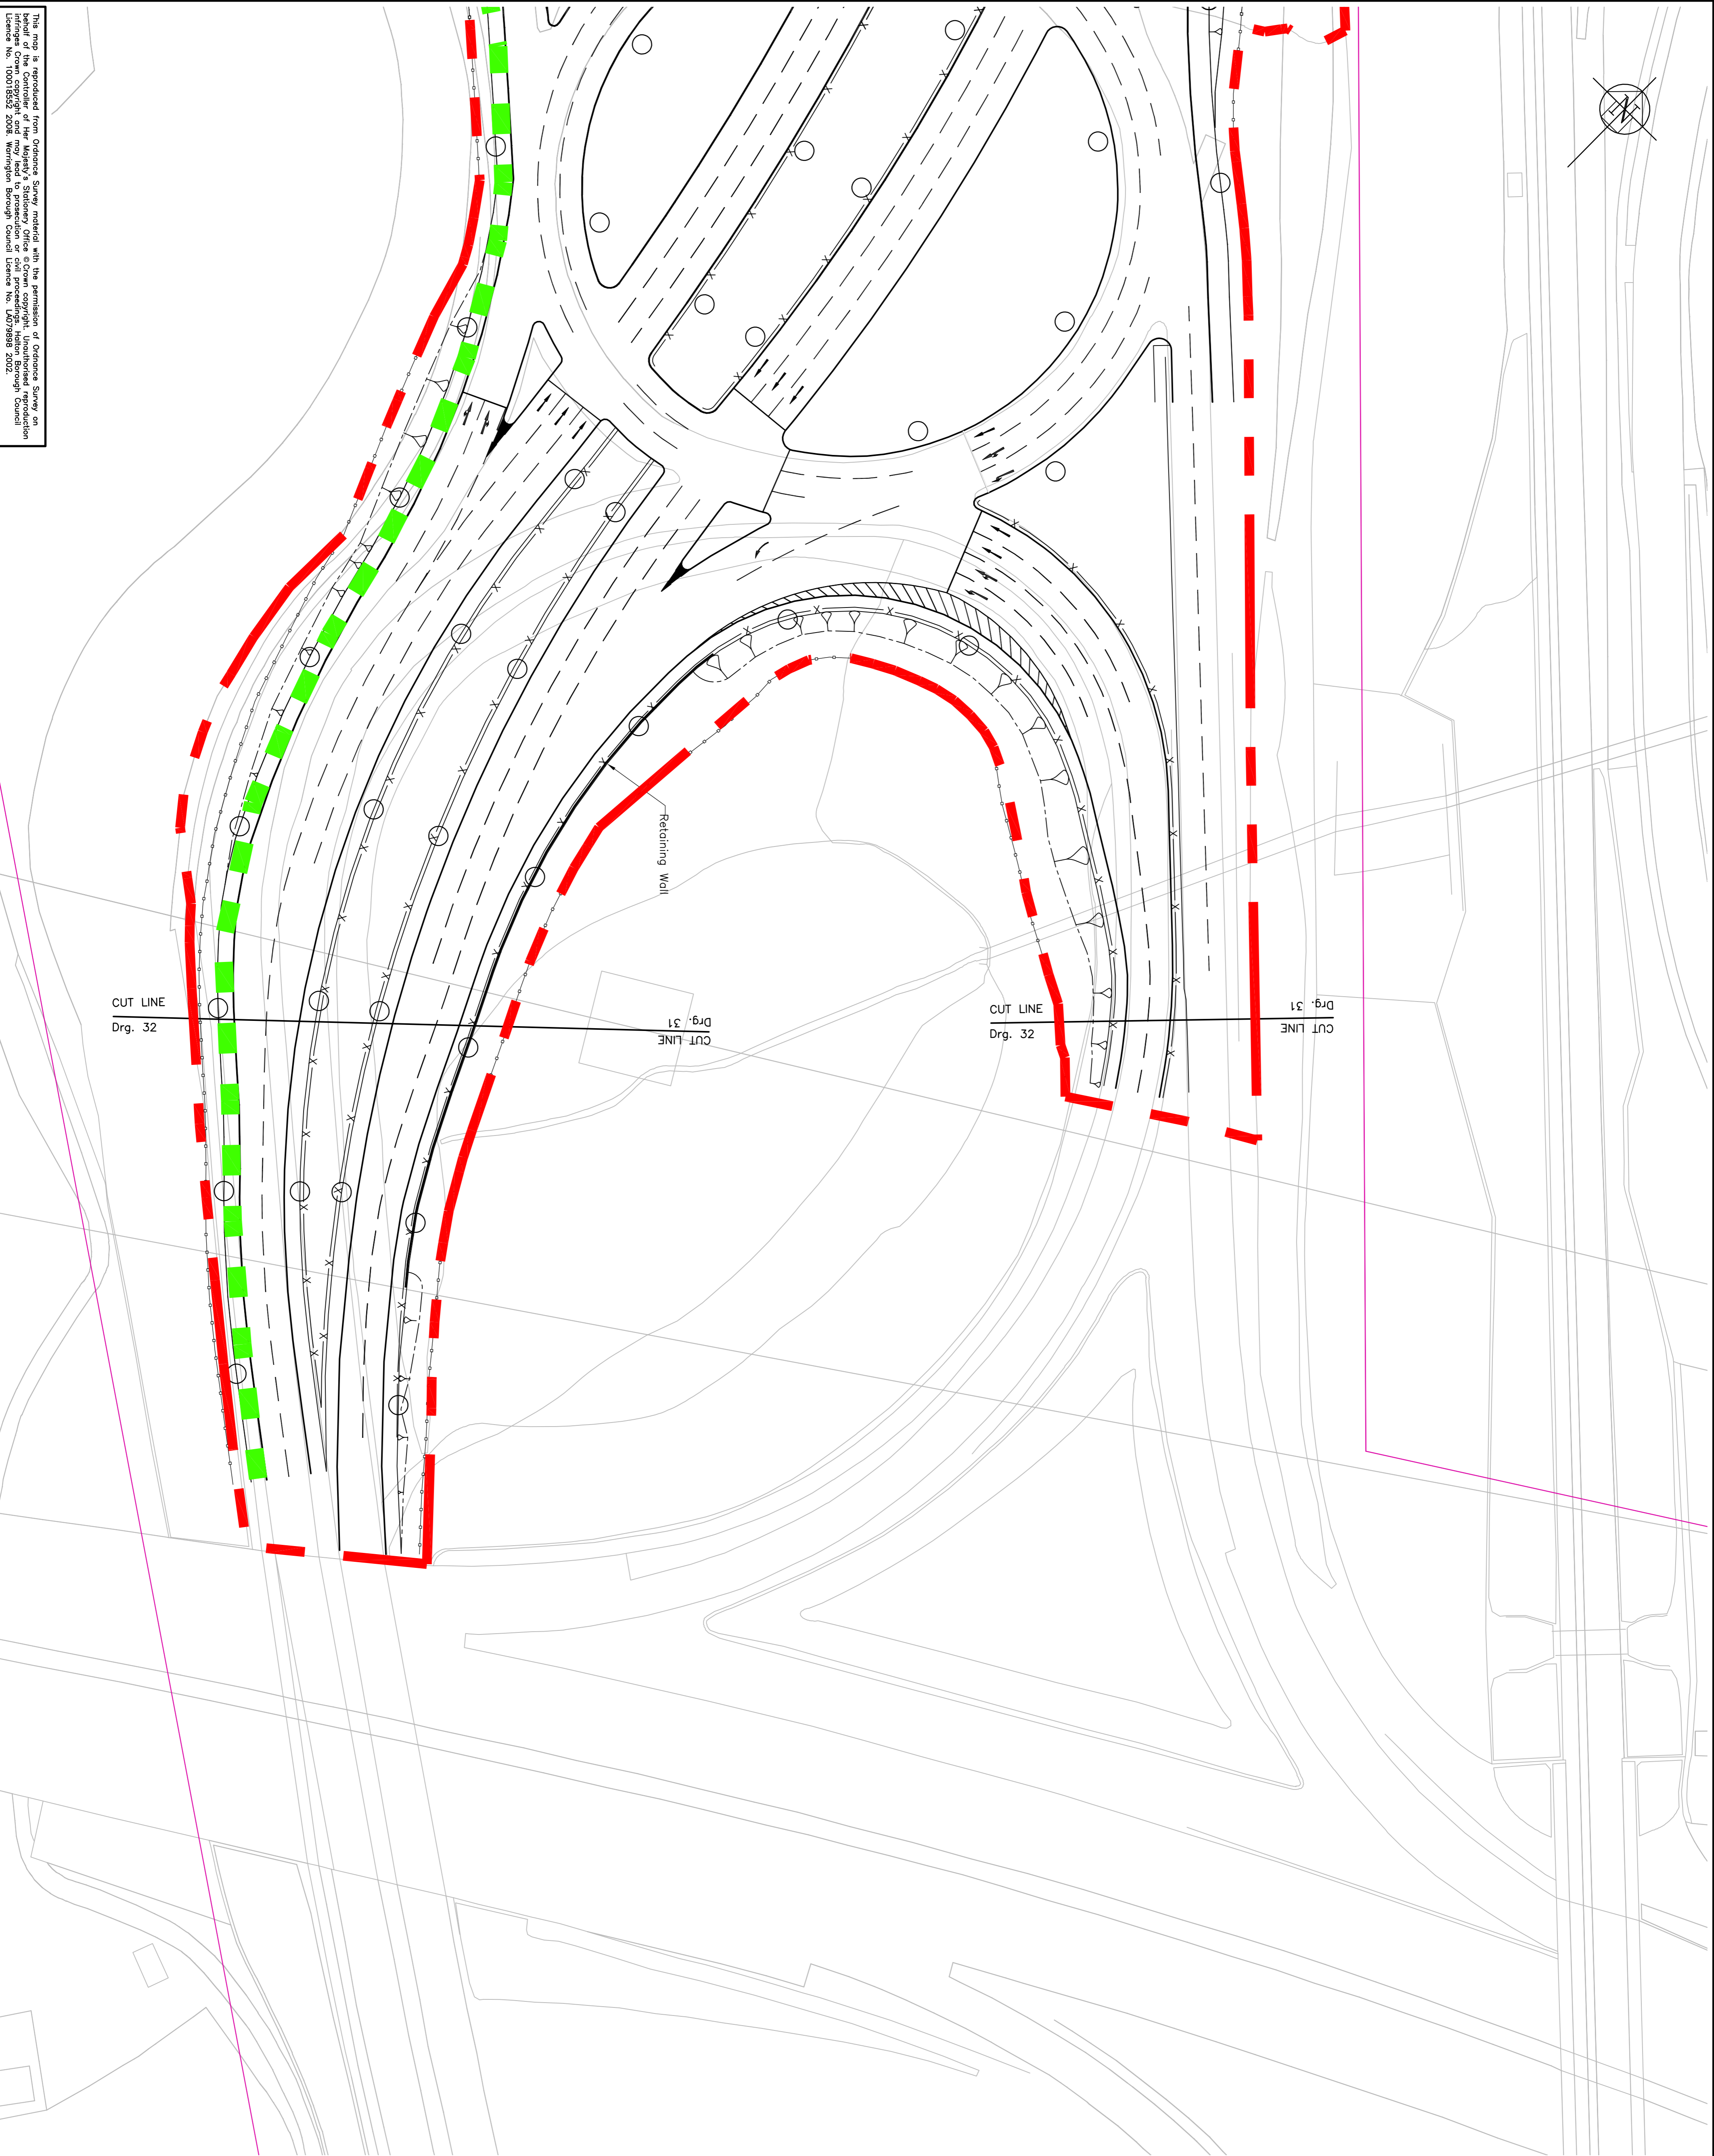 This map is reproduced from Ordnance Survey material with the permission of Ordnance Survey on
behalf of the Controller of Her Majesty's Stationery Office © Crown copyright. Unauthorised reproduction
infringes Crown copyright and may lead to prosecution or civil proceedings. Halton Borough Council
Licence No. 100018552 2008. Warrington Borough Council Licence No. LA079898 2002.
N
Retaining Wall
CUT LINE
Drg. 32
Drg. 31
CUT LINE
CUT LINE
Drg. 32
Drg. 31
CUT LINE